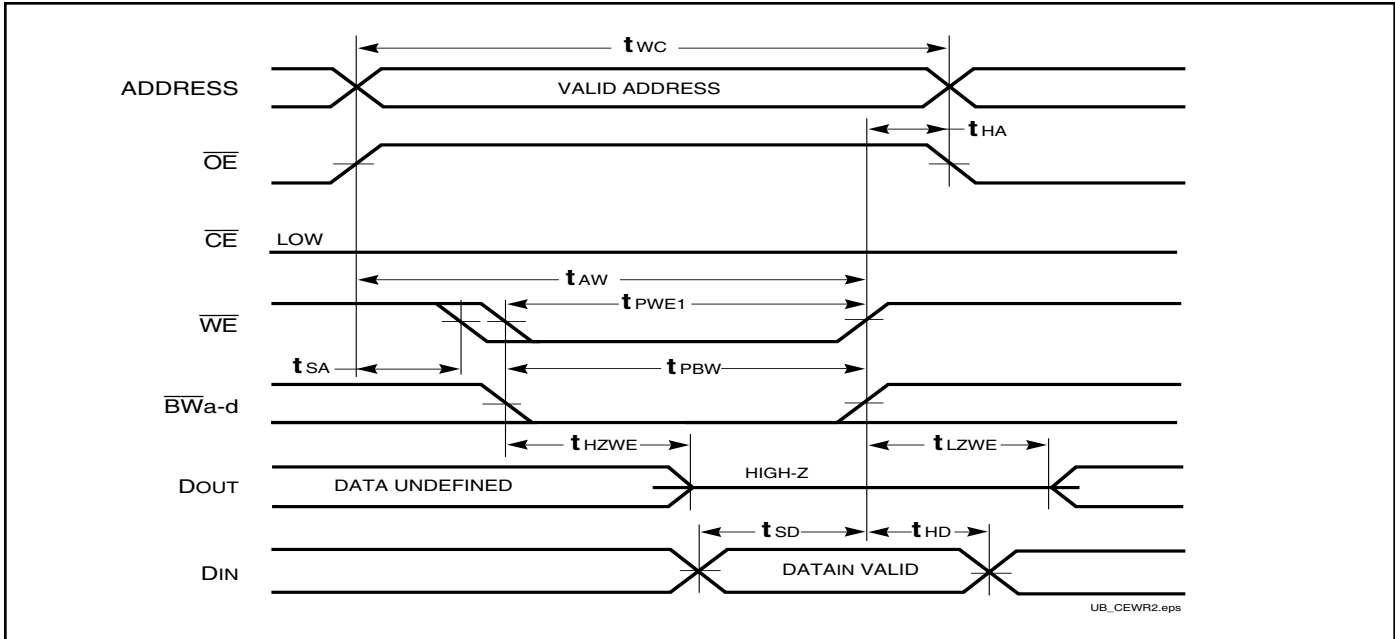 tWC
ADDRESS VALID ADDRESS
tHA
OE
CE LOW
tAW
tPWE1
WE
tSA
tPBW
BWa-d
tHZWE tLZWE
DOUT DATA UNDEFINED HIGH-Z
tSD tHD
DIN DATAIN VALID
UB_CEWR2.eps